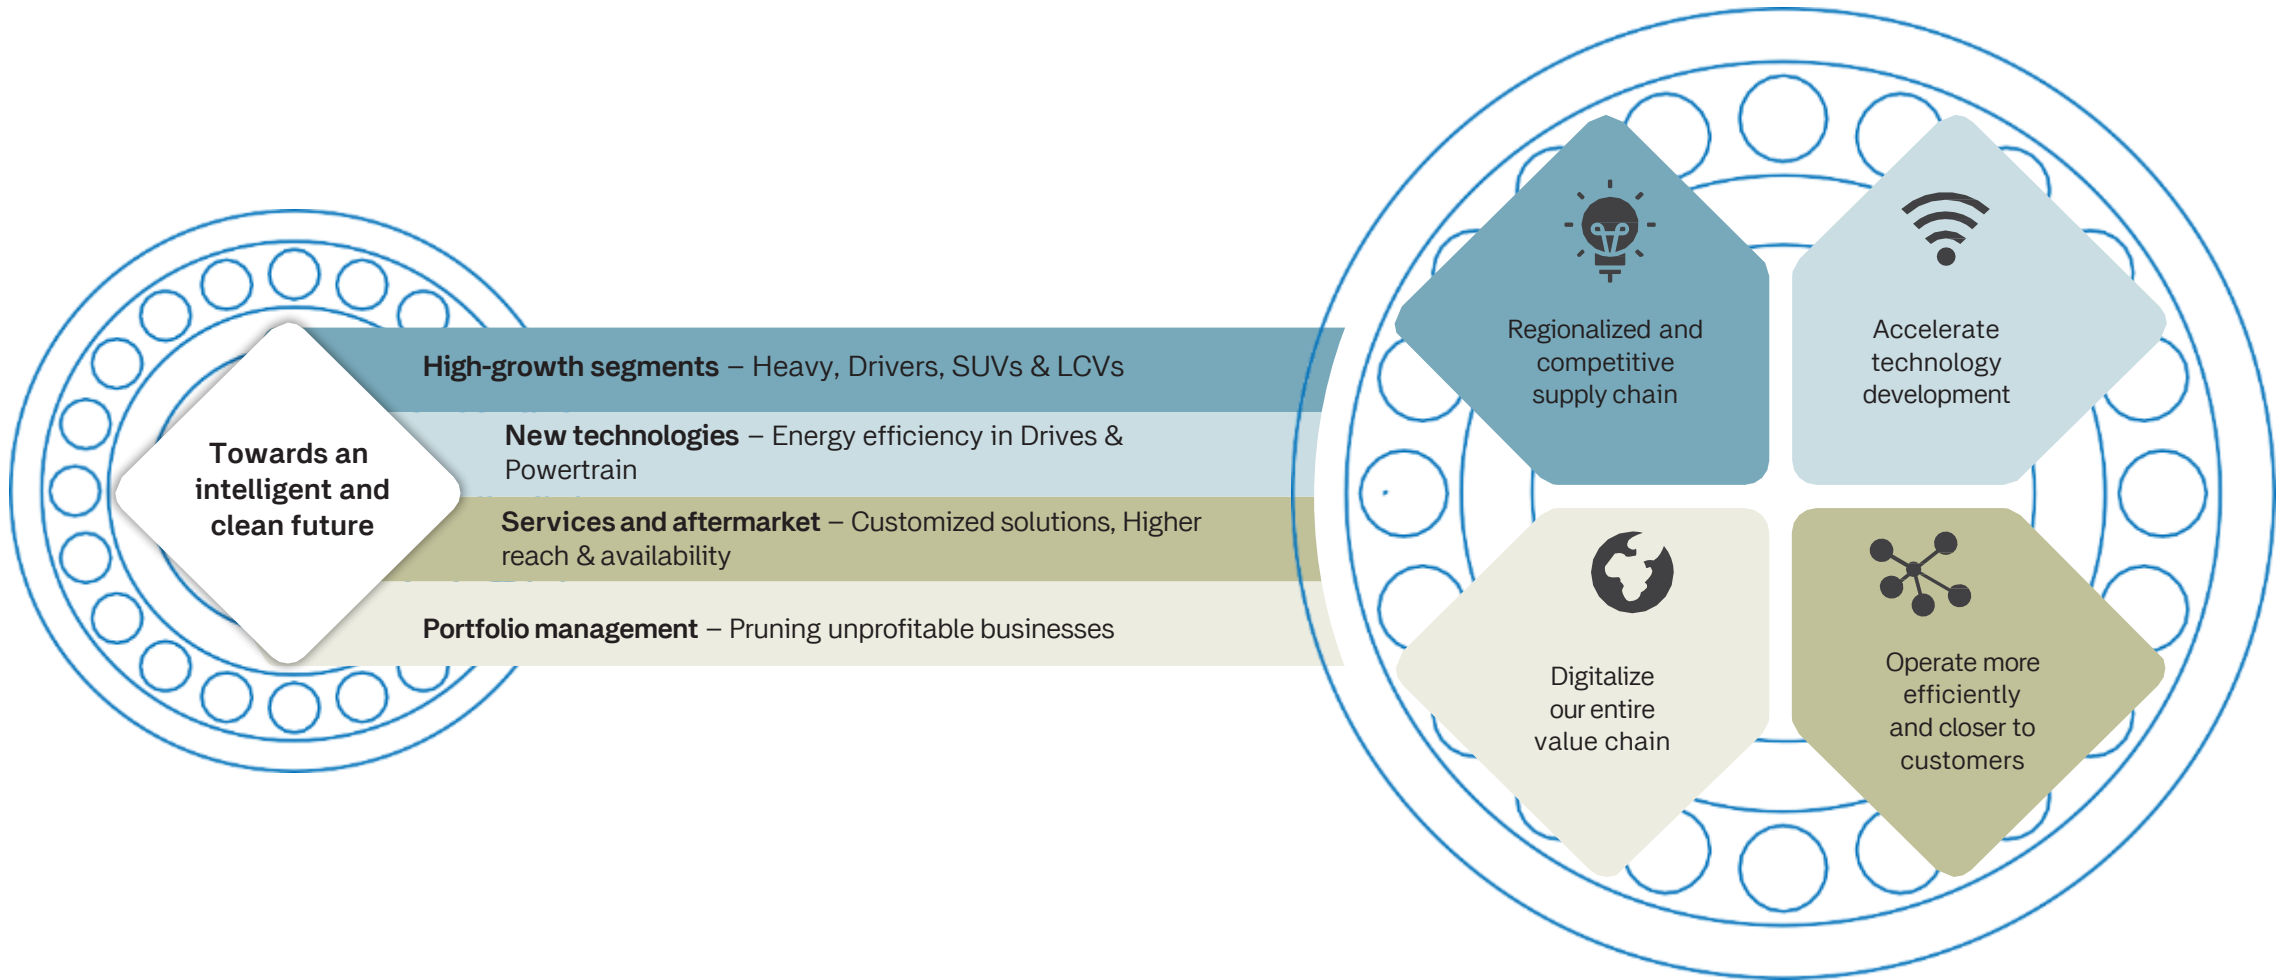 Towards an
intelligent and
clean future
High-growth segments – Heavy, Drivers, SUVs & LCVs
New technologies – Energy efficiency in Drives &
Powertrain
Services and aftermarket – Customized solutions, Higher
reach & availability
Portfolio management – Pruning unprofitable businesses
Regionalized and
competitive
supply chain
Accelerate
technology
development
Digitalize
our entire
value chain
Operate more
efficiently
and closer to
customers